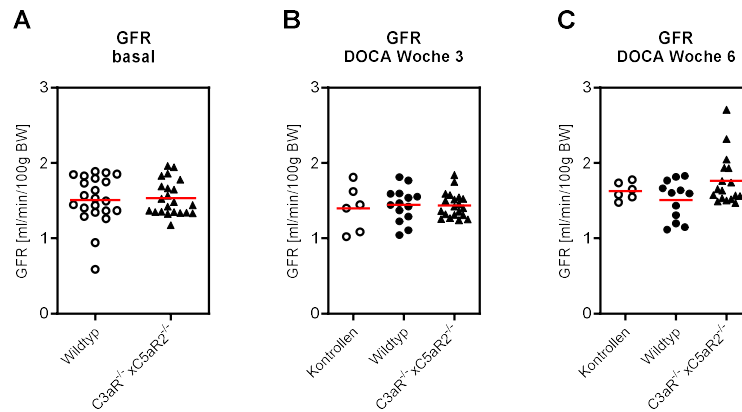 A
GFR
basal
3
2
1
0
GFR [ml/min/100g BW]
Wildtyp
C3aR-/- xC5aR2-/-
B
GFR
DOCA Woche 3
3
2
1
0
GFR [ml/min/100g BW]
Kontrollen
Wildtyp
C3aR-/- xC5aR2-/-
C
GFR
DOCA Woche 6
3
2
1
0
GFR [ml/min/100g BW]
Kontrollen
Wildtyp
C3aR-/- xC5aR2-/-